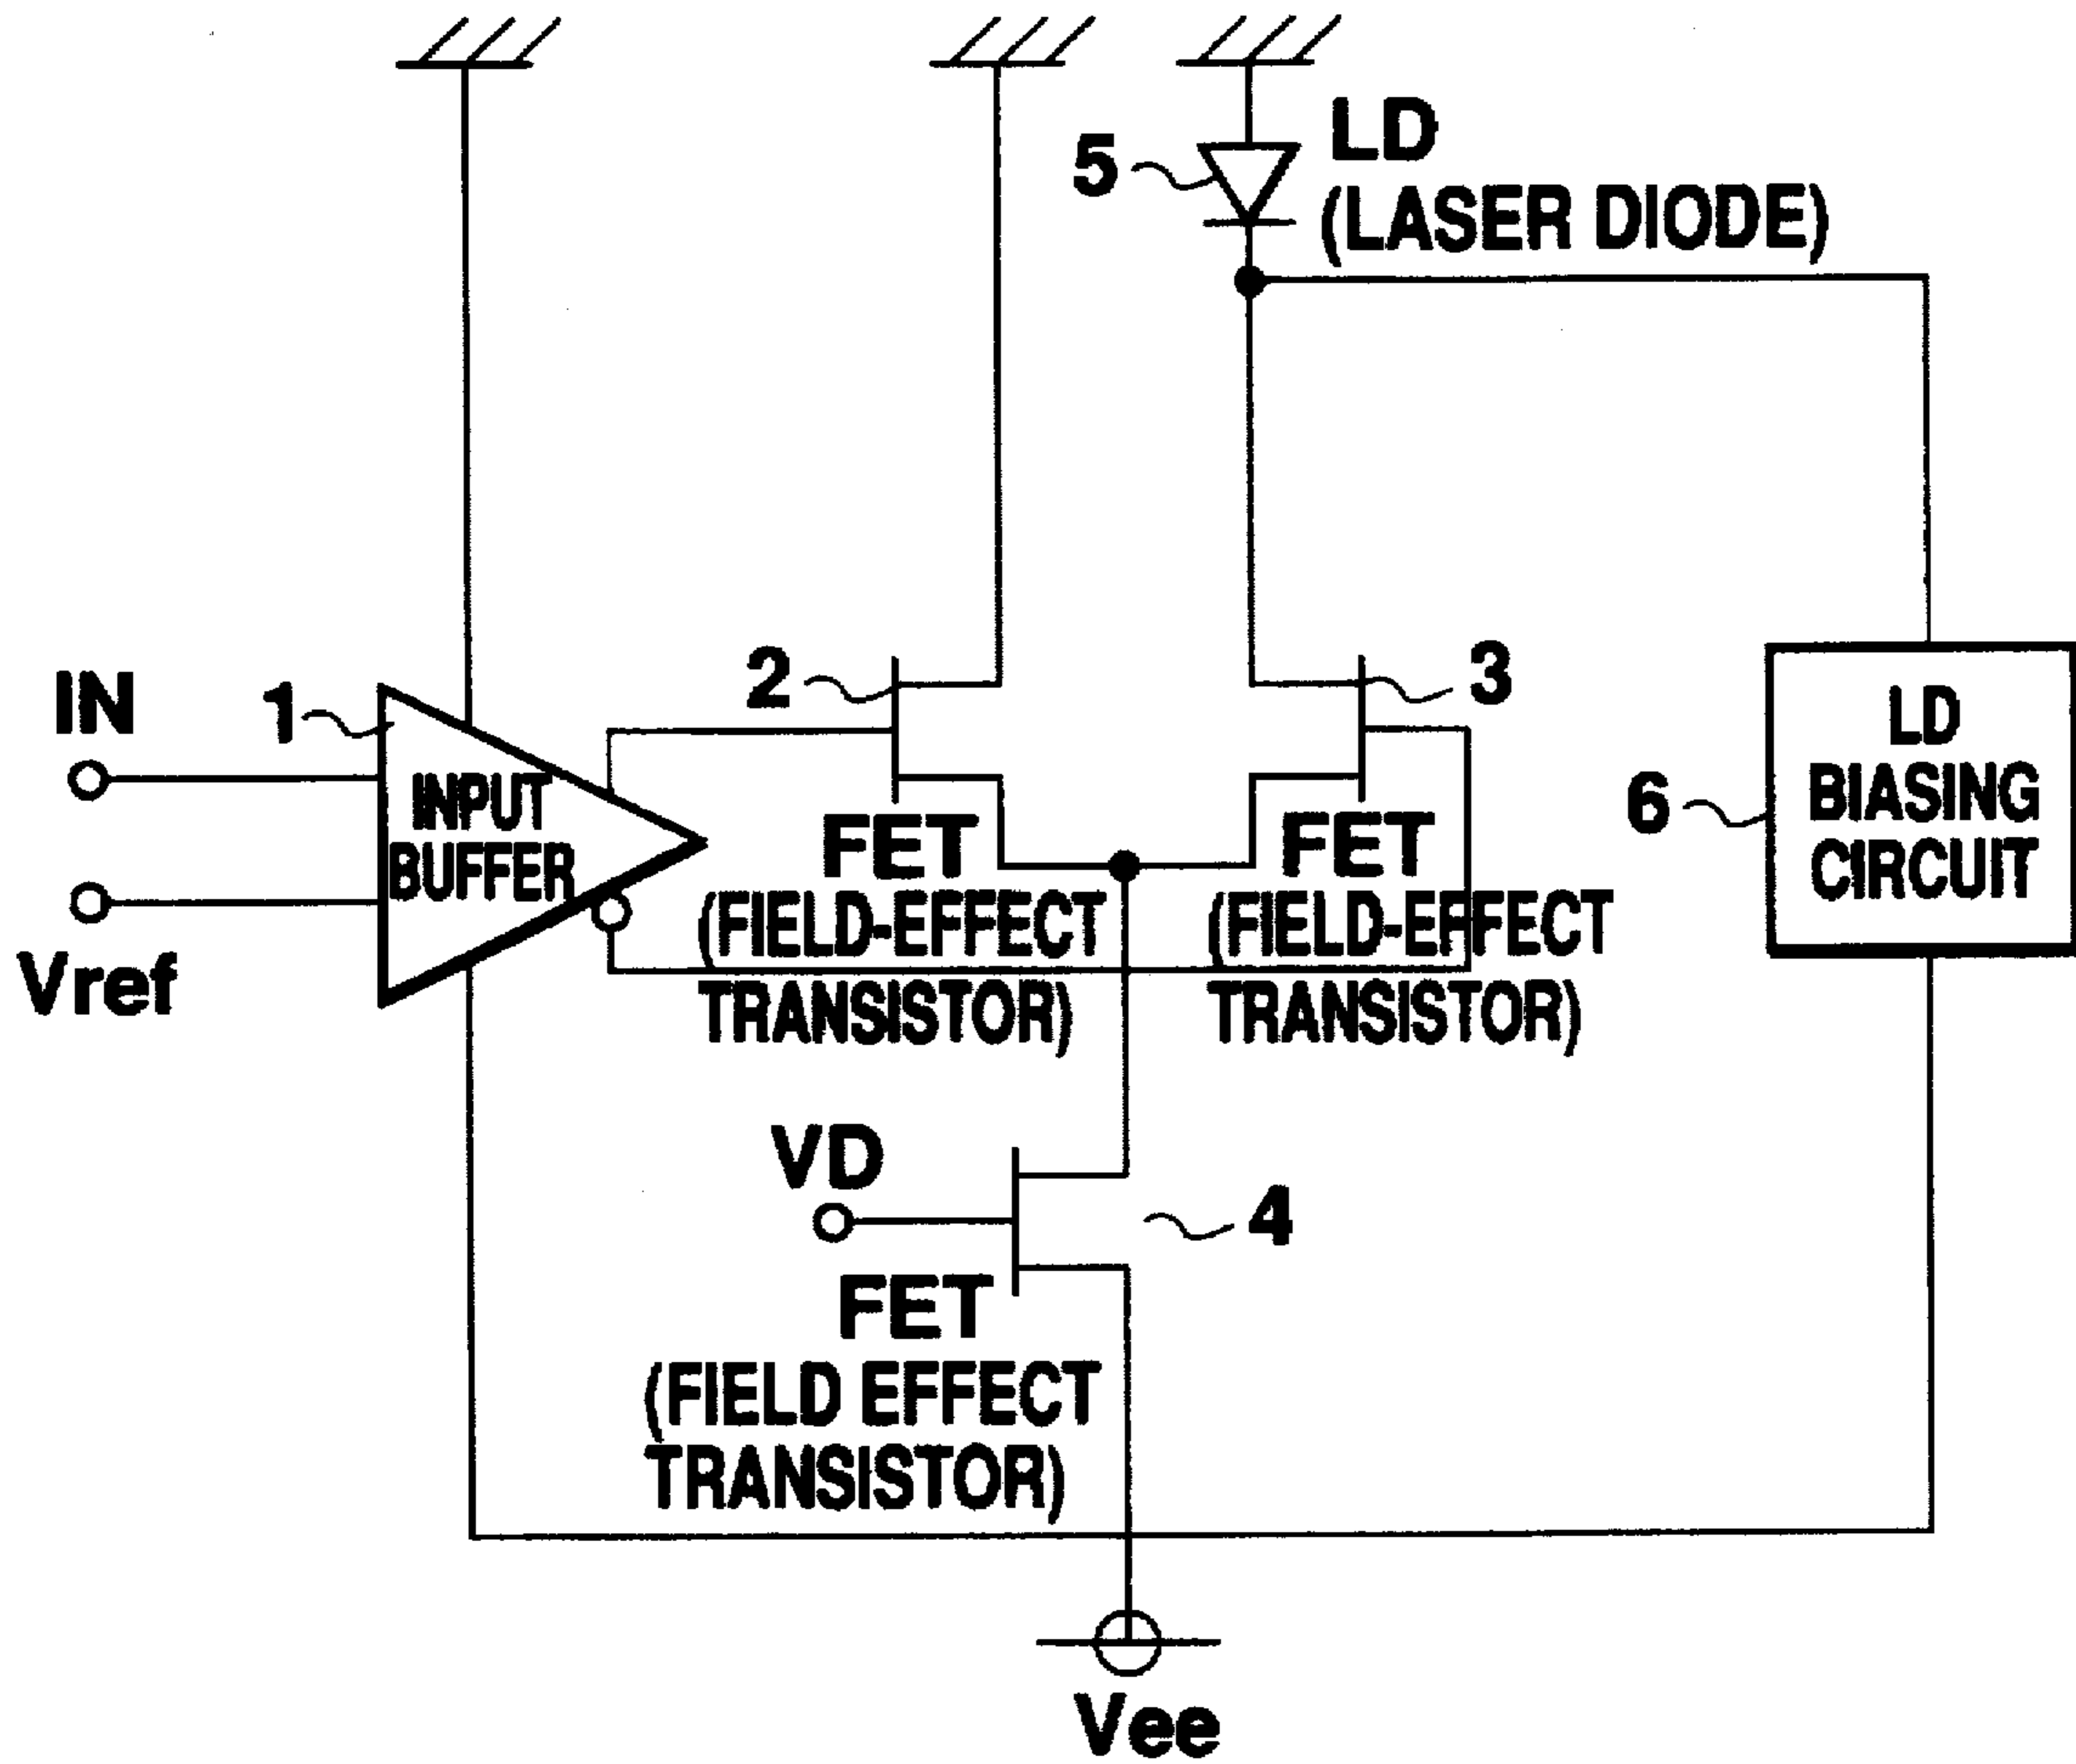 5
LD
(LASER DIODE)
IN
1
INPUT
BUFFER
Vref
2
FET
(FIELD-EFFECT
TRANSISTOR)
3
FET
(FIELD-EFFECT
TRANSISTOR)
6
LD
BIASING
CIRCUIT
VD
4
FET
(FIELD EFFECT
TRANSISTOR)
Vee